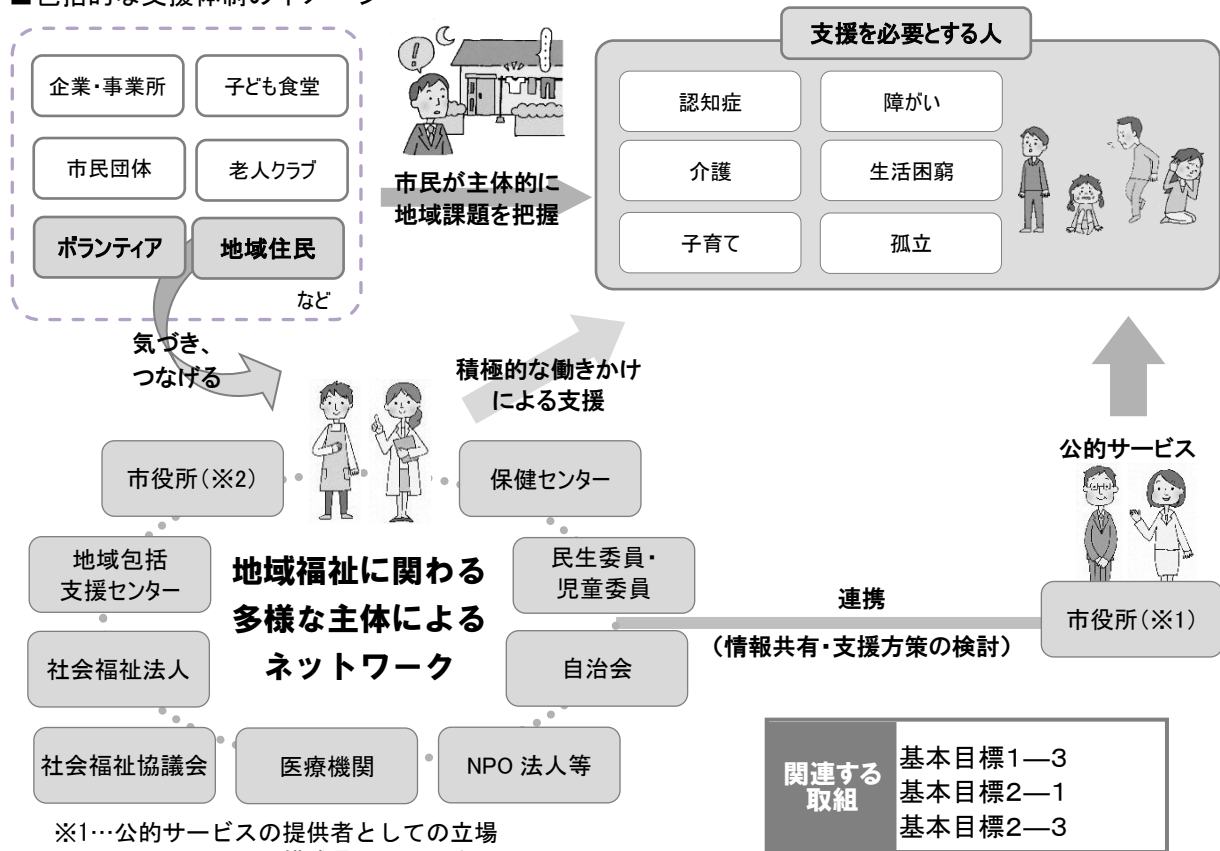 ■包括的な支援体制のイメージ
支援を必要とする人
企業・事業所
子ども食堂
市民団体
老人クラブ
ボランティア
地域住民
など
市民が主体的に
地域課題を把握
認知症
障がい
介護
生活困窮
子育て
孤立
気づき、
つなげる
積極的な働きかけ
による支援
公的サービス
市役所(※2)
保健センター
地域包括
支援センター
民生委員・
児童委員
地域福祉に関わる
多様な主体による
ネットワーク
連携
(情報共有・支援方策の検討)
市役所(※1)
社会福祉法人
自治会
社会福祉協議会
医療機関
NPO 法人等
関連する
取組
基本目標1―3
基本目標2―1
基本目標2―3
※1…公的サービスの提供者としての立場